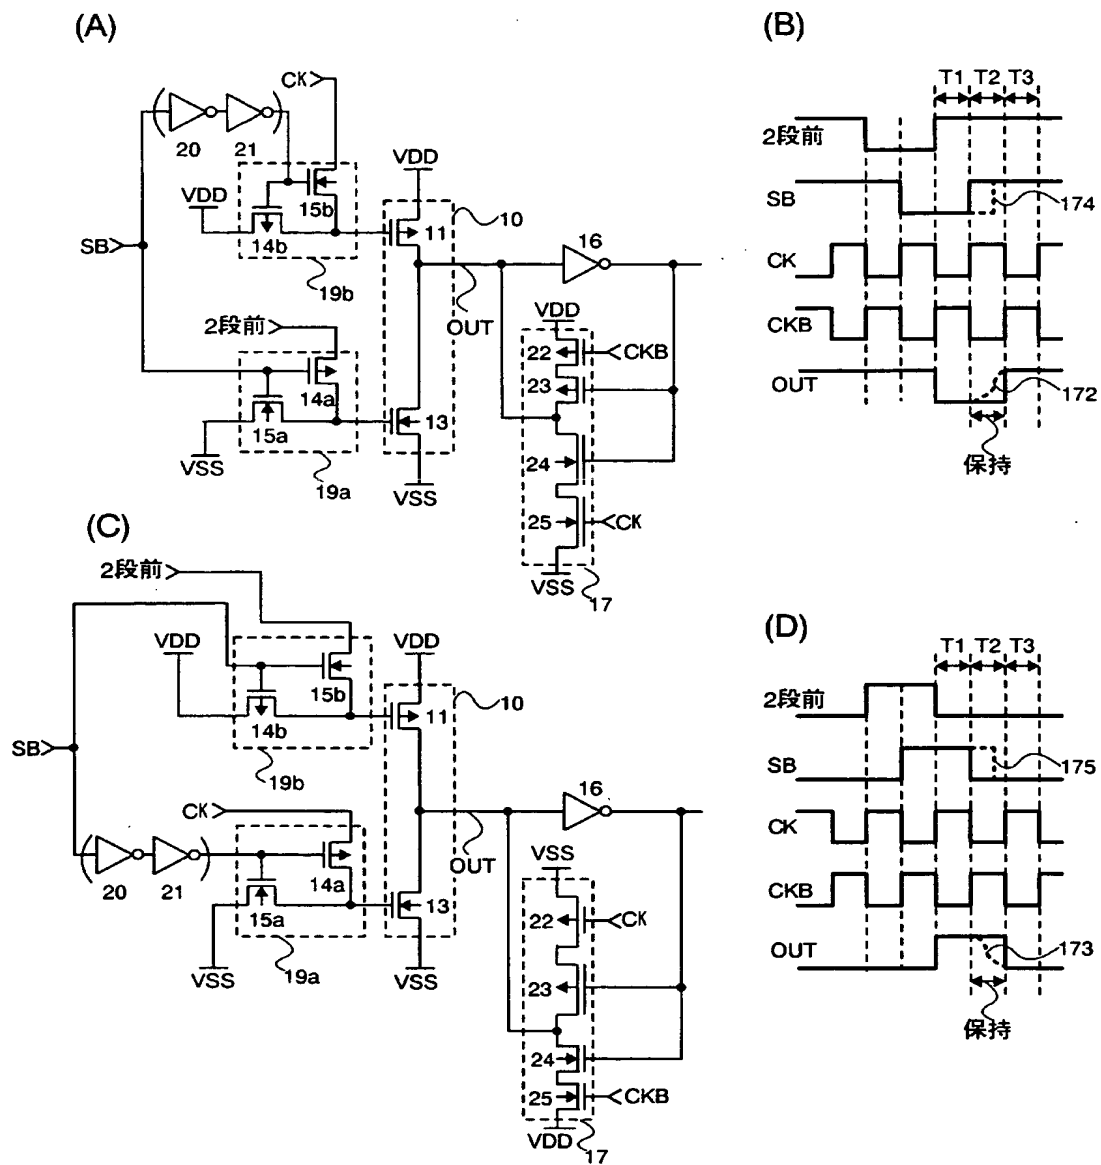 (A)
CK
20
21
VDD
15b
14b
SB
19b
VDD
10
11
16
OUT
2段前
14a
15a
VSS
19a
13
VSS
VDD
22
CKB
23
24
25
CK
VSS
17
(B)
T1 T2 T3
2段前
SB
174
CK
CKB
OUT
172
保持
(C)
2段前
VDD
15b
14b
SB
19b
VDD
10
11
16
OUT
CK
20
21
14a
15a
VSS
19a
13
VSS
VSS
22
CK
23
24
25
CKB
VDD
17
(D)
T1 T2 T3
2段前
SB
175
CK
CKB
OUT
173
保持